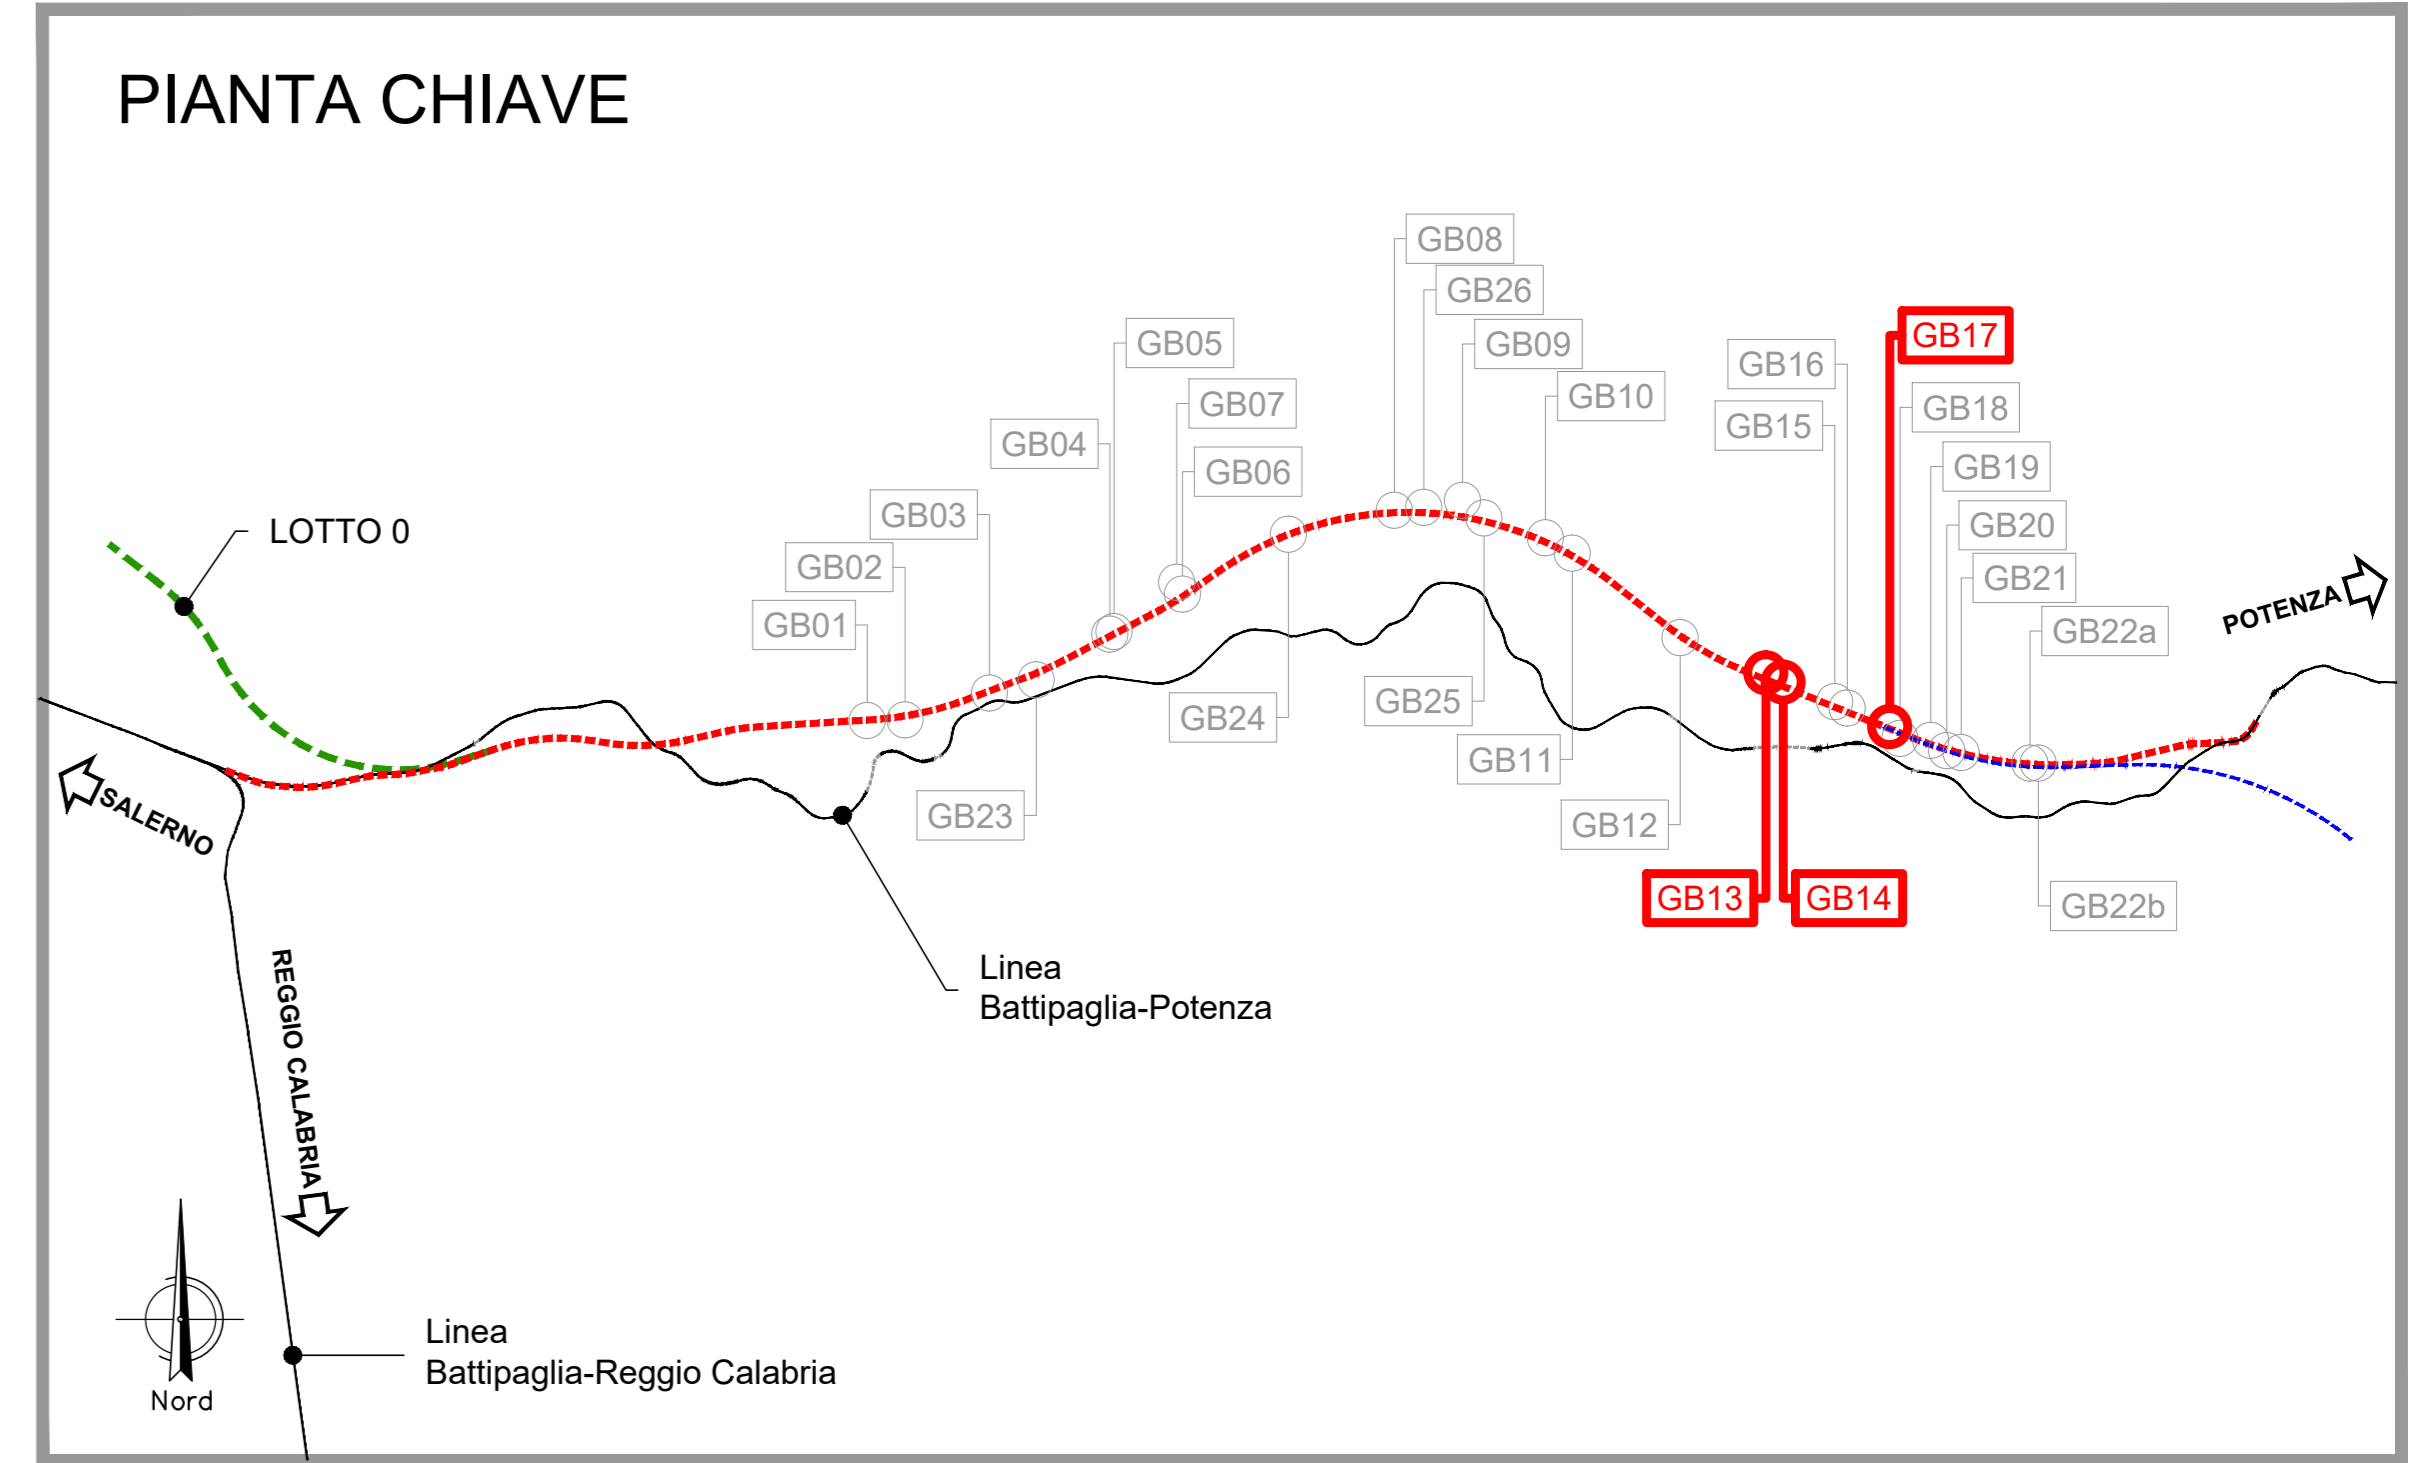 PIANTA CHIAVE
GB08
GB26
GB17
GB05
GB09
GB16
GB07
GB10
GB18
GB04
GB15
GB06
GB19
GB03
LOTTO 0
GB20
GB02
GB21
GB01
POTENZA
GB22a
GB25
GB24
GB11
SALERNO
GB23
GB12
GB13
GB14
GB22b
Linea
Battipaglia-Potenza
REGGIO CALABRIA
Linea
Battipaglia-Reggio Calabria
Nord